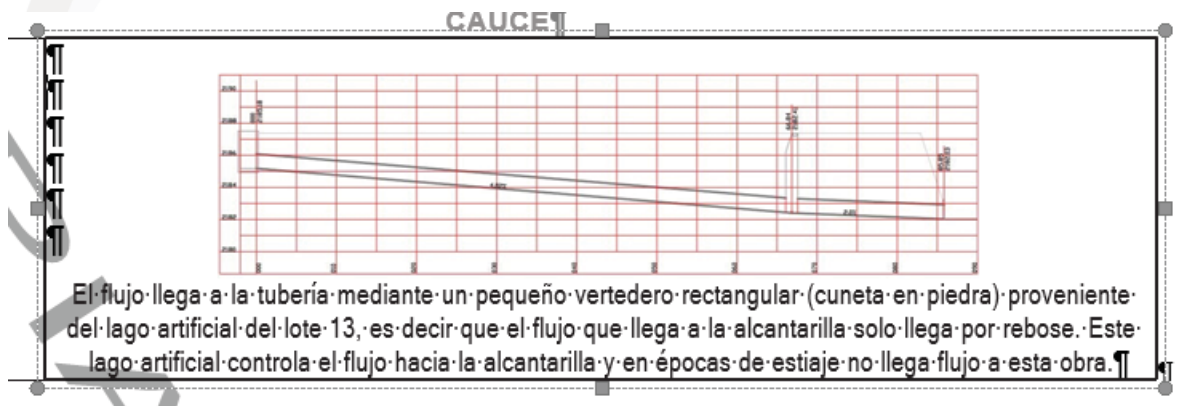 CAUCE¶
¶
¶
¶
¶
¶
¶
El·flujo·llega·a·la·tubería·mediante·un·pequeño·vertedero·rectangular·(cuneta·en·piedra)·proveniente·
del·lago·artificial·del·lote·13,·es·decir·que·el·flujo·que·llega·a·la·alcantarilla·solo·llega·por·rebose.·Este·
lago·artificial·controla·el·flujo·hacia·la·alcantarilla·y·en·épocas·de·estiaje·no·llega·flujo·a·esta·obra.¶
¶